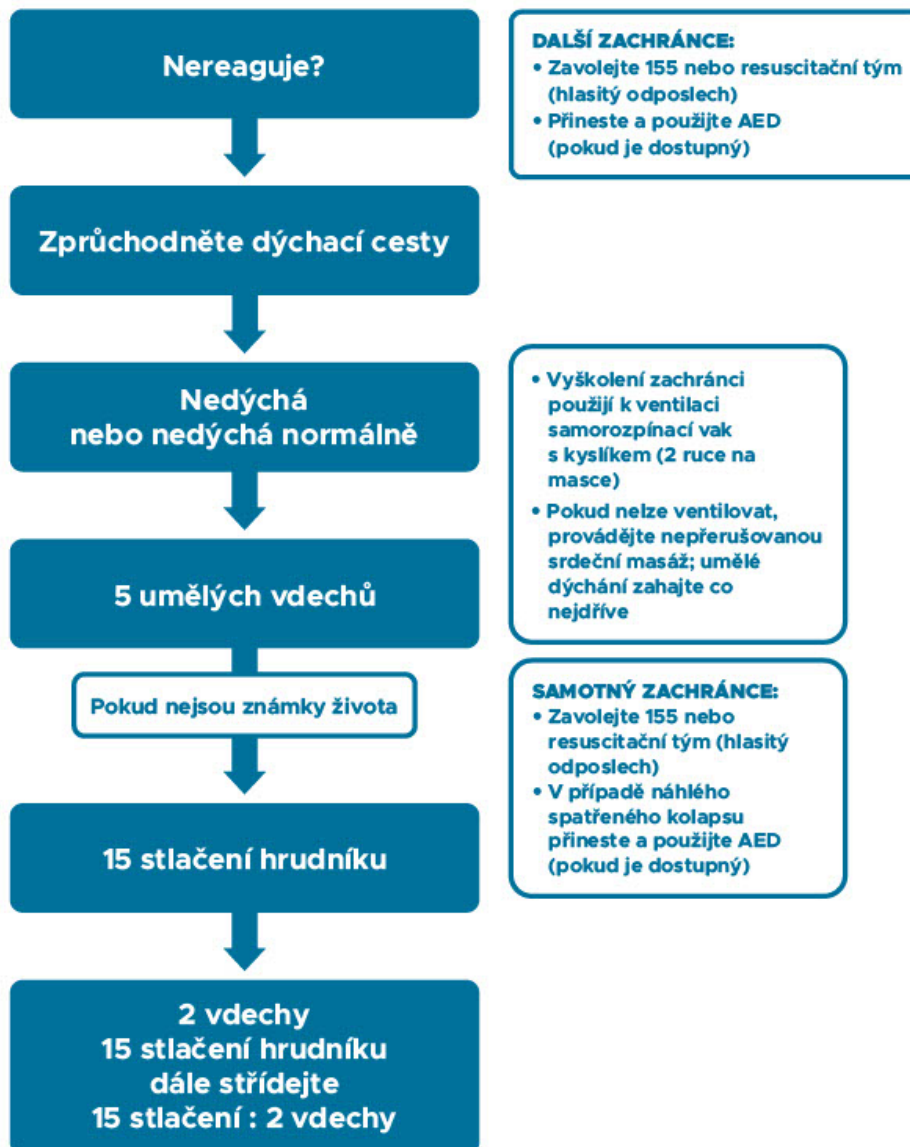 Nereaguje?
DALŠÍ ZACHRÁNCE:
• Zavolejte 155 nebo resuscitační tým
(hlasitý odposlech)
• Přineste a použijte AED
(pokud je dostupný)
Zprůchodněte dýchací cesty
Nedýchá
nebo nedýchá normálně
• Vyškolení zachránci
použijí k ventilaci
samorozpínací vak
s kyslíkem (2 ruce na
masce)
• Pokud nelze ventilovat,
provádějte nepřerušovanou
srdeční masáž; umělé
dýchání zahajte co
nejdříve
5 umělých vdechů
Pokud nejsou známky života
SAMOTNÝ ZACHRÁNCE:
• Zavolejte 155 nebo
resuscitační tým (hlasitý
odposlech)
• V případě náhlého
spatřeného kolapsu
přineste a použijte AED
(pokud je dostupný)
15 stlačení hrudníku
2 vdechy
15 stlačení hrudníku
dále střídejte
15 stlačení : 2 vdechy